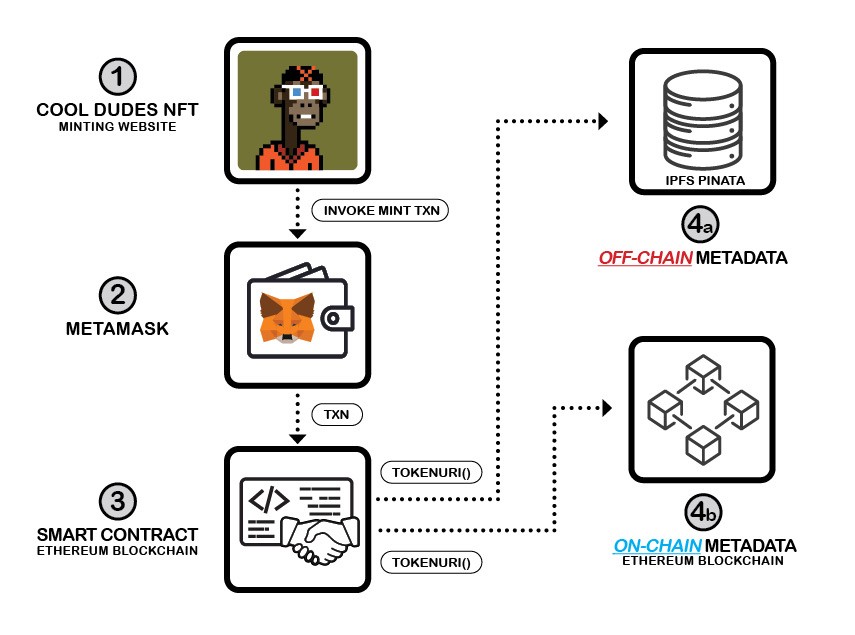 1
COOL DUDES NFT
MINTING WEBSITE
INVOKE MINT TXN
2
METAMASK
TXN
3
SMART CONTRACT
ETHEREUM BLOCKCHAIN
</>
TOKENURI()
TOKENURI()
IPFS PINATA
4a
OFF-CHAIN METADATA
4b
ON-CHAIN METADATA
ETHEREUM BLOCKCHAIN